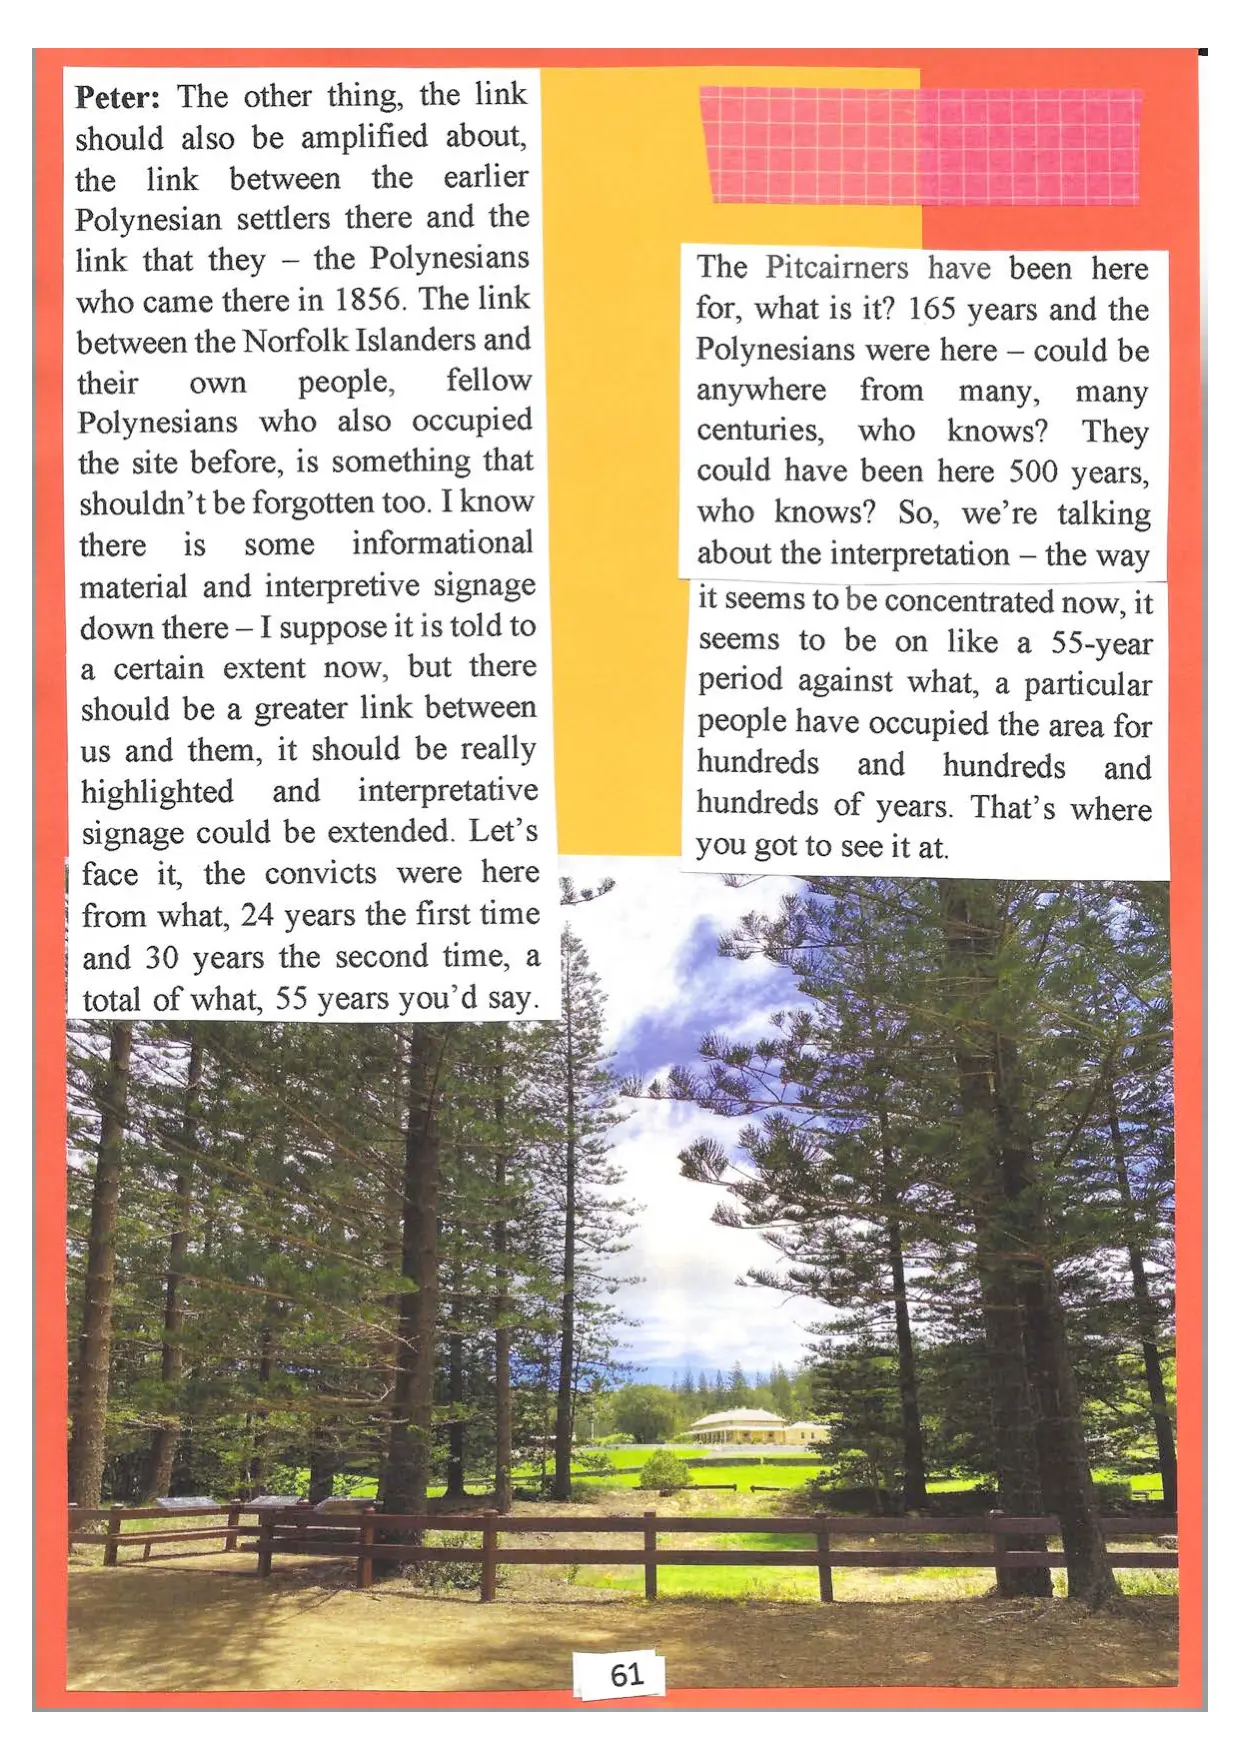 Peter: The other thing, the link
should also be amplified about,
the link between the earlier
Polynesian settlers there and the
link that they – the Polynesians
who came there in 1856. The link
between the Norfolk Islanders and
their own people, fellow
Polynesians who also occupied
the site before, is something that
shouldn't be forgotten too. I know
there is some informational
material and interpretive signage
down there – I suppose it is told to
a certain extent now, but there
should be a greater link between
us and them, it should be really
highlighted and interpretative
signage could be extended. Let's
face it, the convicts were here
from what, 24 years the first time
and 30 years the second time, a
total of what, 55 years you'd say.
The Pitcairners have been here
for, what is it? 165 years and the
Polynesians were here – could be
anywhere from many, many
centuries, who knows? They
could have been here 500 years,
who knows? So, we're talking
about the interpretation – the way
it seems to be concentrated now, it
seems to be on like a 55-year
period against what, a particular
people have occupied the area for
hundreds and hundreds and
hundreds of years. That's where
you got to see it at.
61